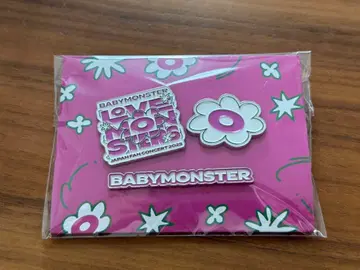 BABYMONSTER
LOVE
MON
STERS
JAPAN FAN CONCERT 2025
BABYMONSTER